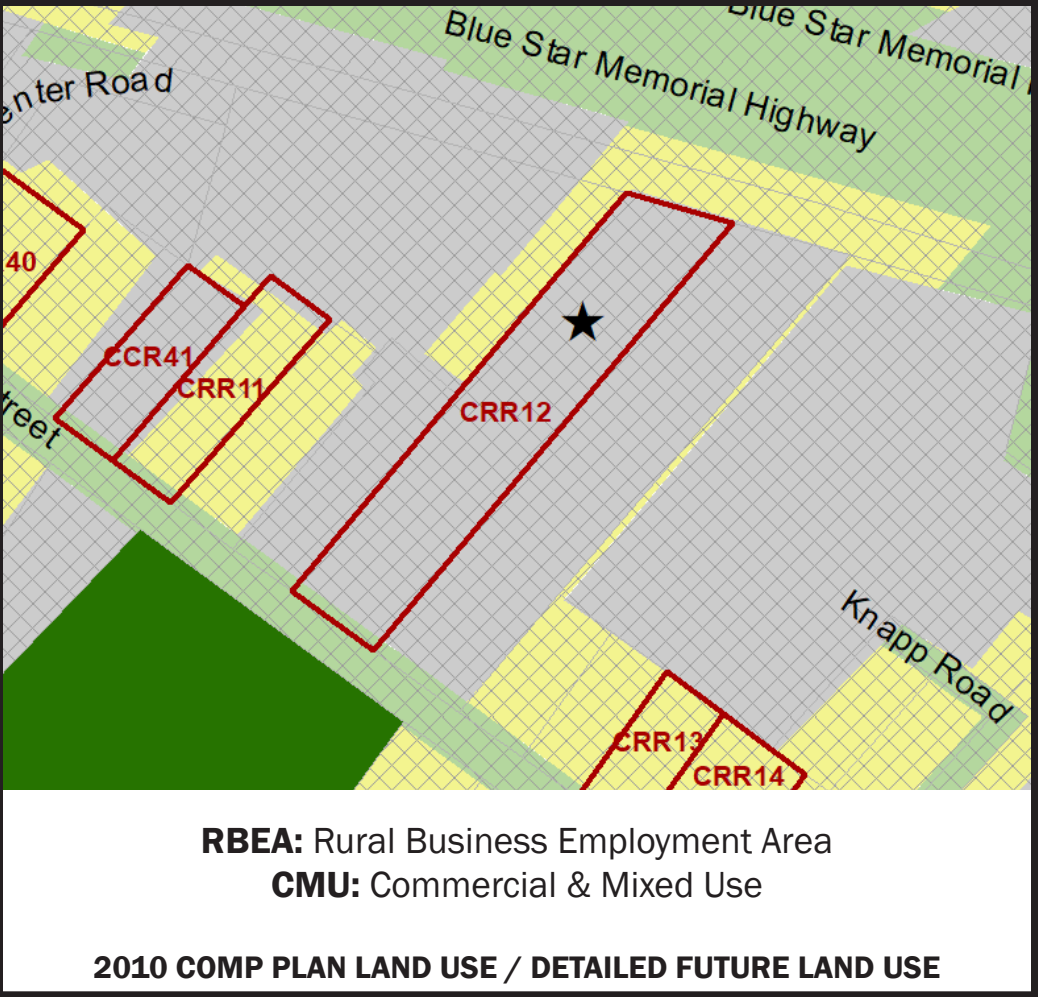 Blue Star Memorial
Blue Star Memorial Highway
enter Road
40
CCR41
CRR11
CRR12
treet
Knapp Road
CRR13
CRR14
RBEA: Rural Business Employment Area
CMU: Commercial & Mixed Use
2010 COMP PLAN LAND USE / DETAILED FUTURE LAND USE